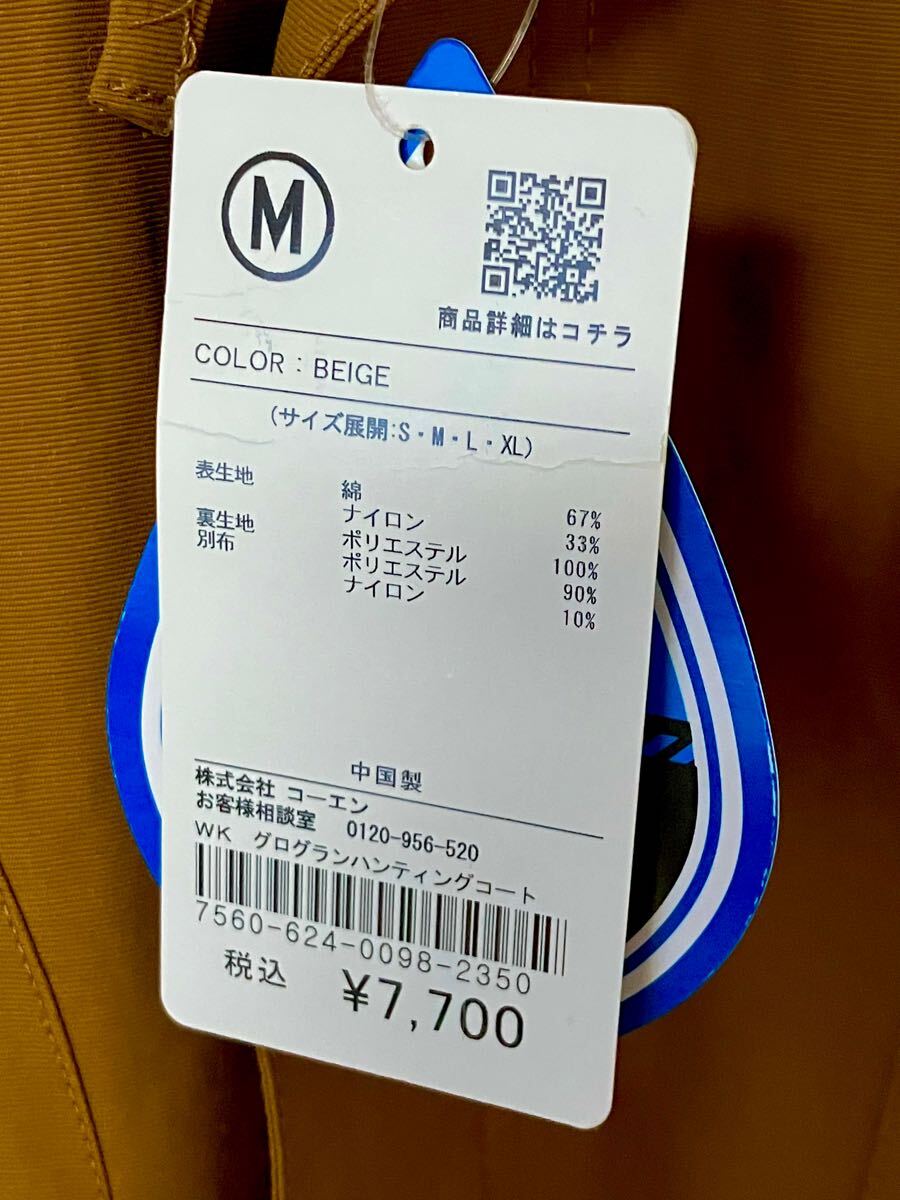 M
商品詳細はコチラ
COLOR : BEIGE
(サイズ展開:S・M・L・XL)
表生地 綿 67%
ナイロン 33%
裏生地 ポリエステル 100%
別布 ポリエステル 90%
ナイロン 10%
中国製
株式会社 コーエン
お客様相談室 0120-956-520
WK グログランハンティングコート
7560-624-0098-2350
税込 ¥7,700